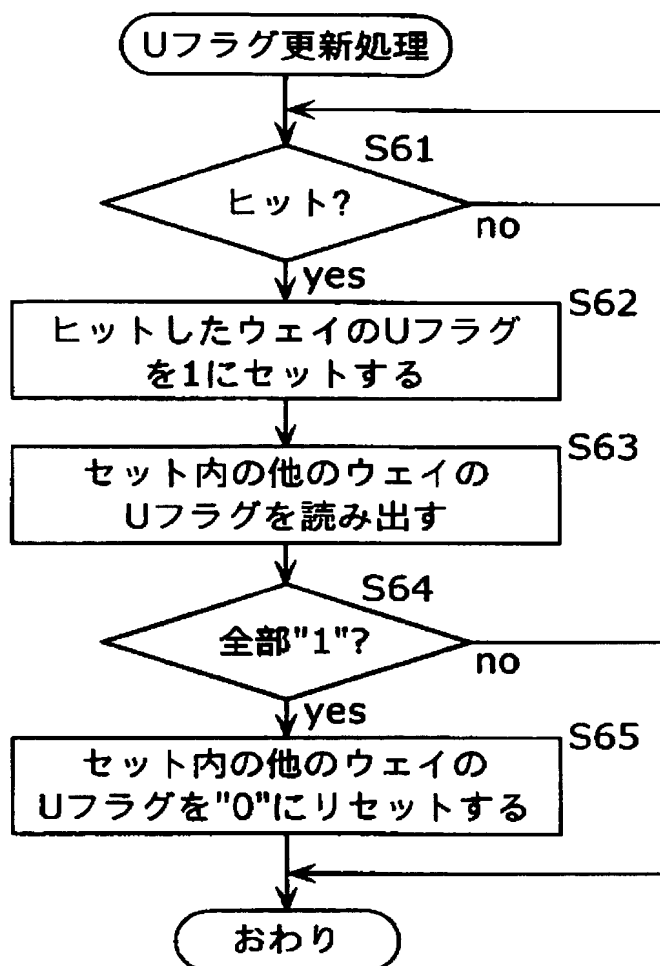 Uフラグ更新処理
S61
ヒット?
no
yes
S62
ヒットしたウェイのUフラグ
を1にセットする
S63
セット内の他のウェイの
Uフラグを読み出す
S64
全部"1"?
no
yes
S65
セット内の他のウェイの
Uフラグを"0"にリセットする
おわり